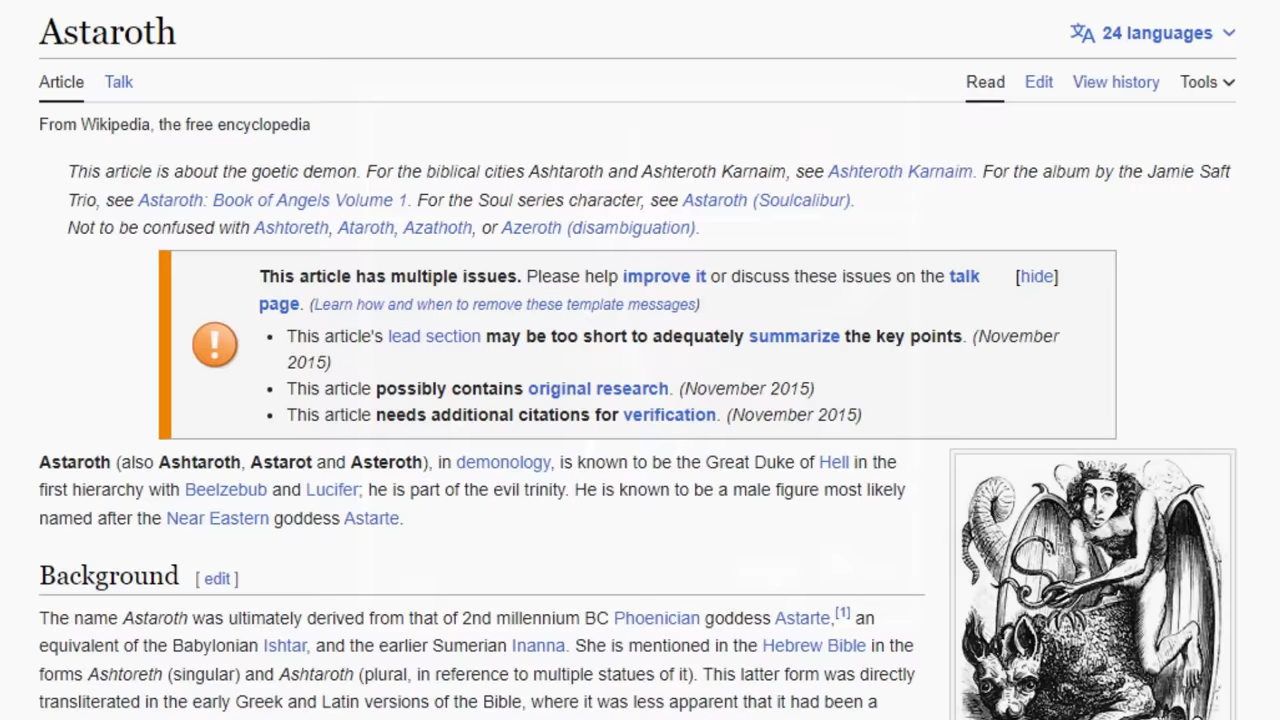 Astaroth
24 languages
Article Talk Read Edit View history Tools
From Wikipedia, the free encyclopedia
This article is about the goetic demon. For the biblical cities Ashtaroth and Ashteroth Karnaim, see Ashteroth Karnaim. For the album by the Jamie Saft
Trio, see Astaroth: Book of Angels Volume 1. For the Soul series character, see Astaroth (Soulcalibur).
Not to be confused with Ashtoreth, Ataroth, Azathoth, or Azeroth (disambiguation).
This article has multiple issues. Please help improve it or discuss these issues on the talk [hide]
page. (Learn how and when to remove these template messages)
• This article's lead section may be too short to adequately summarize the key points. (November
2015)
• This article possibly contains original research. (November 2015)
• This article needs additional citations for verification. (November 2015)
Astaroth (also Ashtaroth, Astarot and Asteroth), in demonology, is known to be the Great Duke of Hell in the
first hierarchy with Beelzebub and Lucifer; he is part of the evil trinity. He is known to be a male figure most likely
named after the Near Eastern goddess Astarte.
Background [ edit ]
The name Astaroth was ultimately derived from that of 2nd millennium BC Phoenician goddess Astarte,[1] an
equivalent of the Babylonian Ishtar, and the earlier Sumerian Inanna. She is mentioned in the Hebrew Bible in the
forms Ashtoreth (singular) and Ashtaroth (plural, in reference to multiple statues of it). This latter form was directly
transliterated in the early Greek and Latin versions of the Bible, where it was less apparent that it had been a